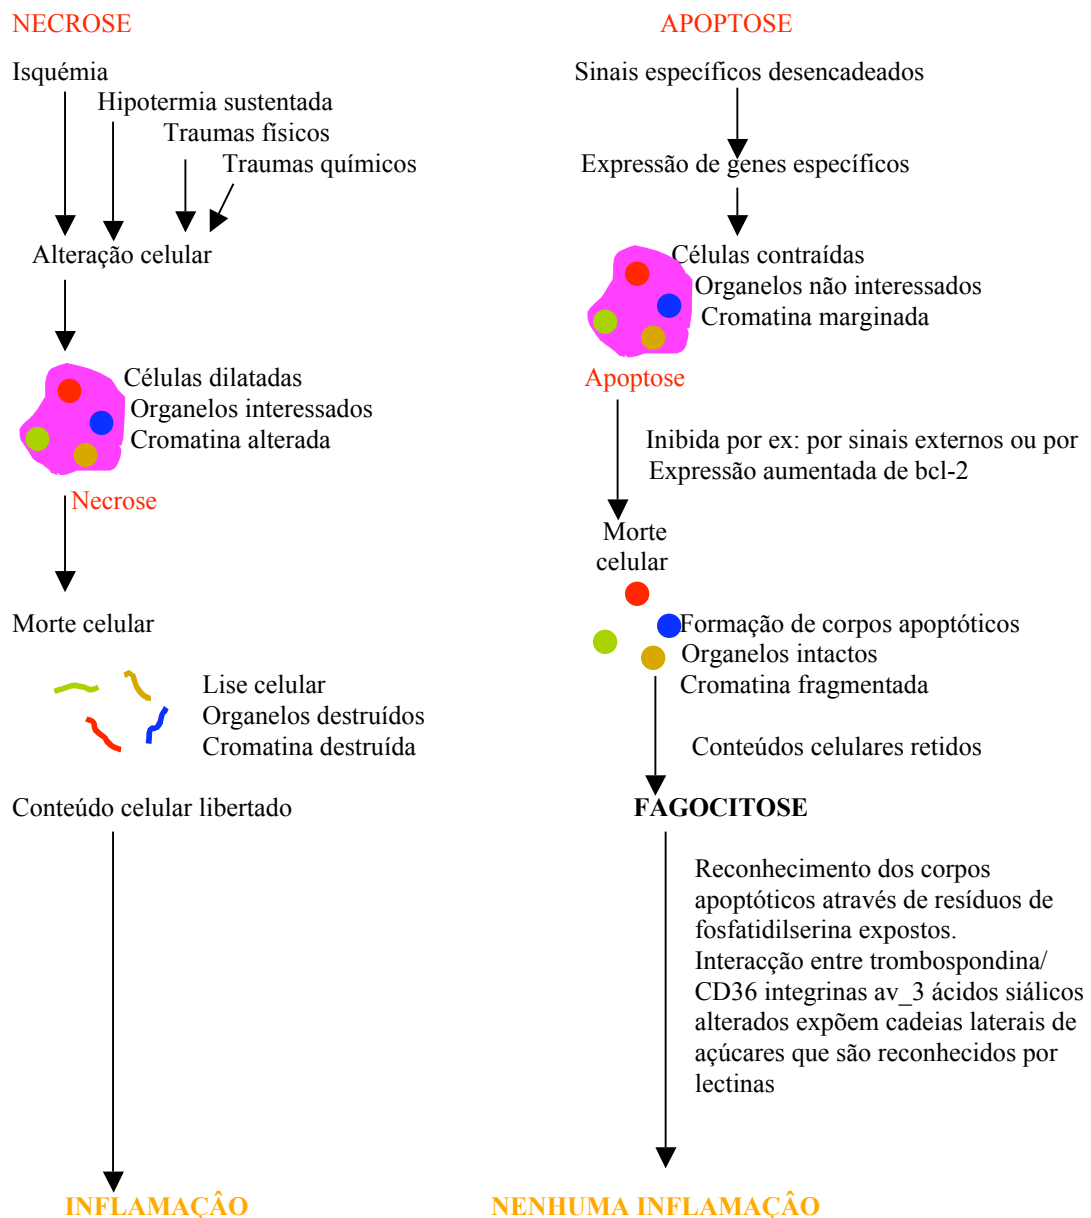 NECROSE
Isquémia
Hipotermia sustentada
Traumas físicos
Traumas químicos
Alteração celular
Células dilatadas
Organelos interessados
Cromatina alterada
Necrose
Morte celular
Lise celular
Organelos destruídos
Cromatina destruída
Conteúdo celular libertado
INFLAMAÇÂO
APOPTOSE
Sinais específicos desencadeados
Expressão de genes específicos
Células contraídas
Organelos não interessados
Cromatina marginada
Apoptose
Inibida por ex: por sinais externos ou por
Expressão aumentada de bcl-2
Morte
celular
Formação de corpos apoptóticos
Organelos intactos
Cromatina fragmentada
Conteúdos celulares retidos
FAGOCITOSE
Reconhecimento dos corpos
apoptóticos através de resíduos de
fosfatidilserina expostos.
Interacção entre trombospondina/
CD36 integrinas av_3 ácidos siálicos
alterados expõem cadeias laterais de
açúcares que são reconhecidos por
lectinas
NENHUMA INFLAMAÇÂO